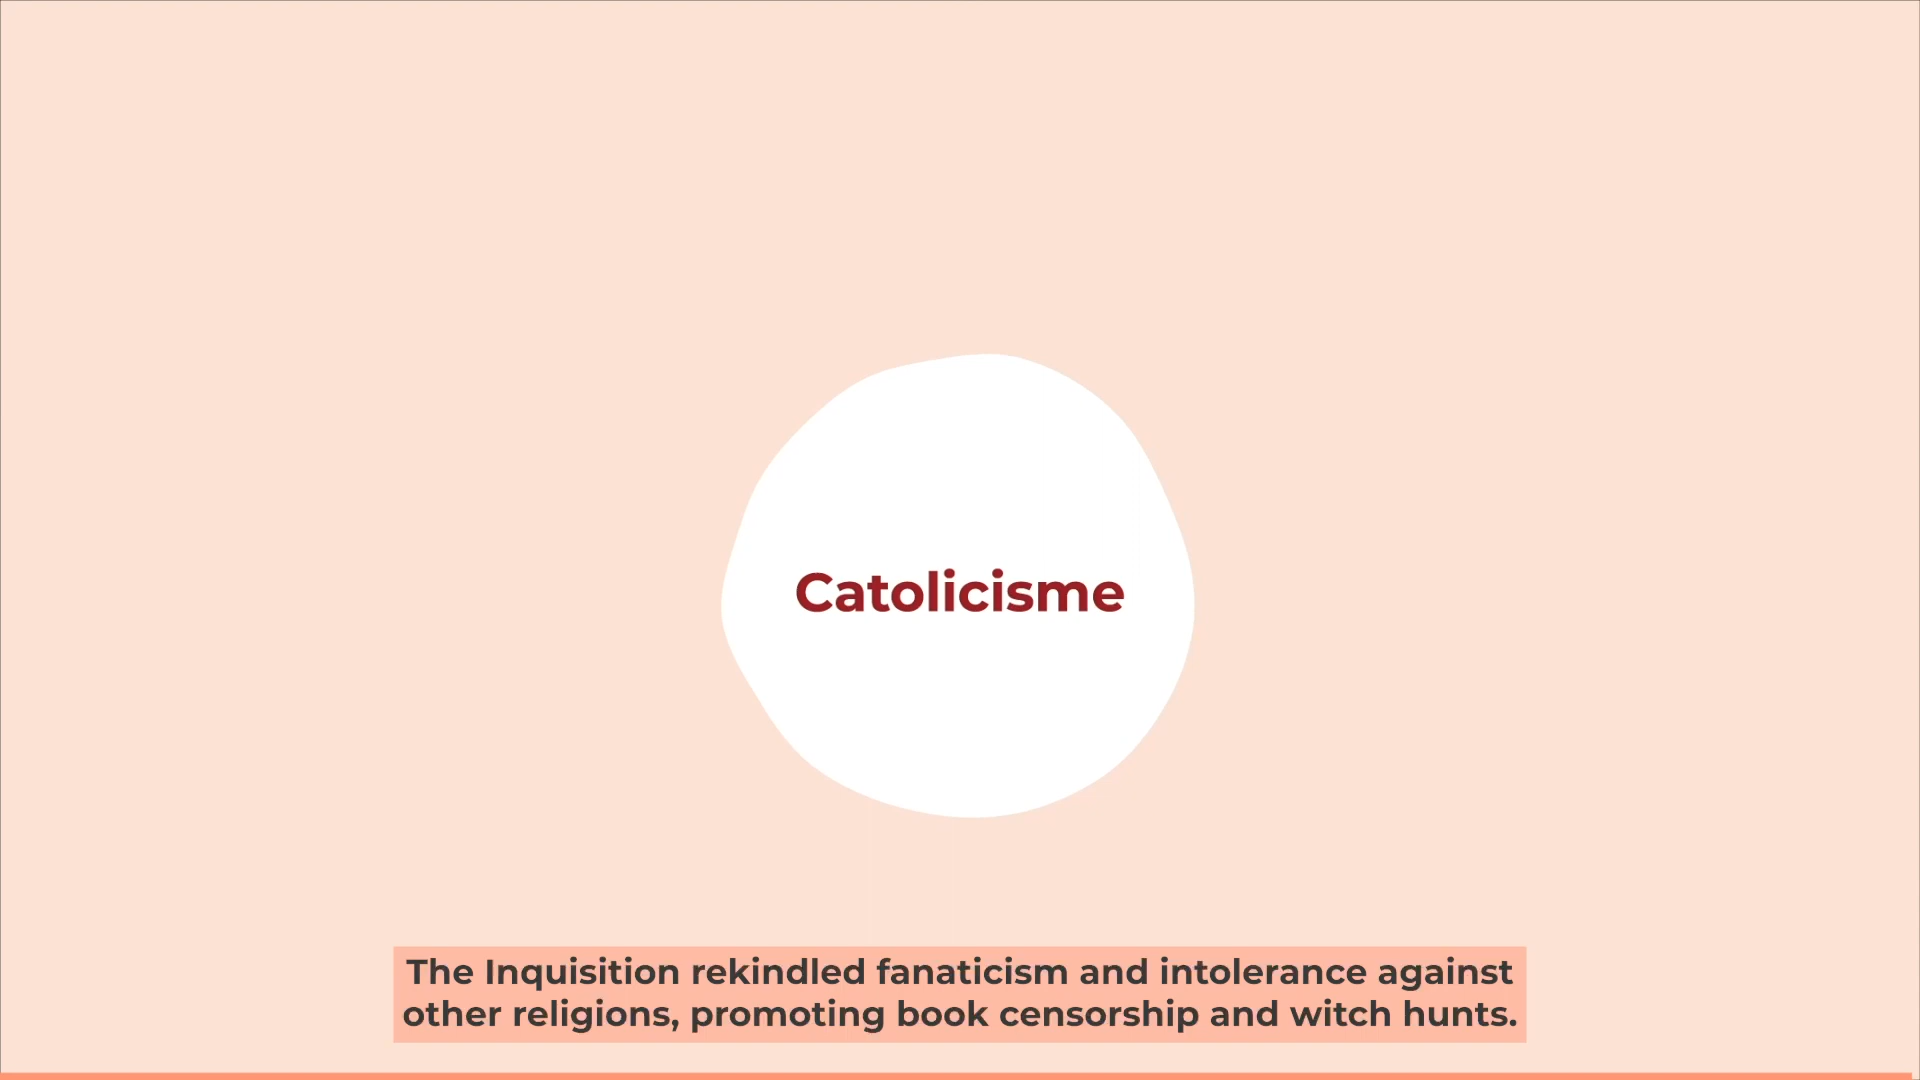 Catolicisme
The Inquisition rekindled fanaticism and intolerance against
other religions, promoting book censorship and witch hunts.